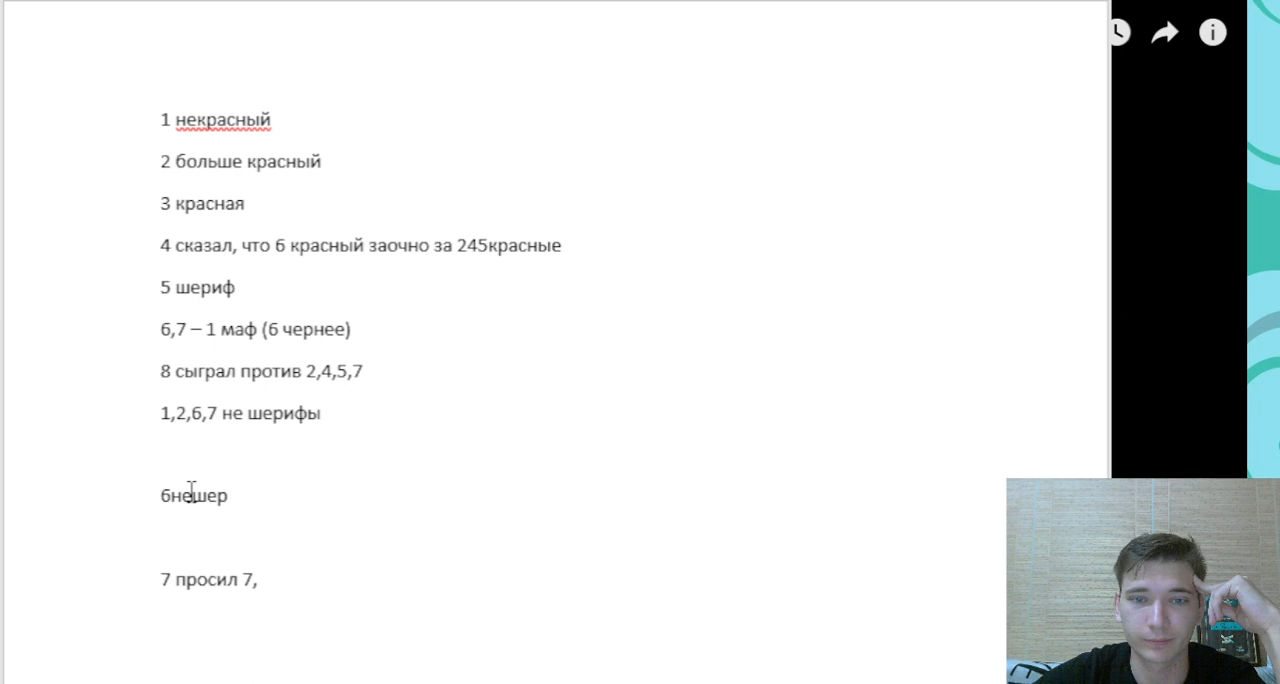 1 некрасный
2 больше красный
3 красная
4 сказал, что 6 красный заочно за 245красные
5 шериф
6,7 – 1 маф (6 чернее)
8 сыграл против 2,4,5,7
1,2,6,7 не шерифы
6нешер
7 просил 7,